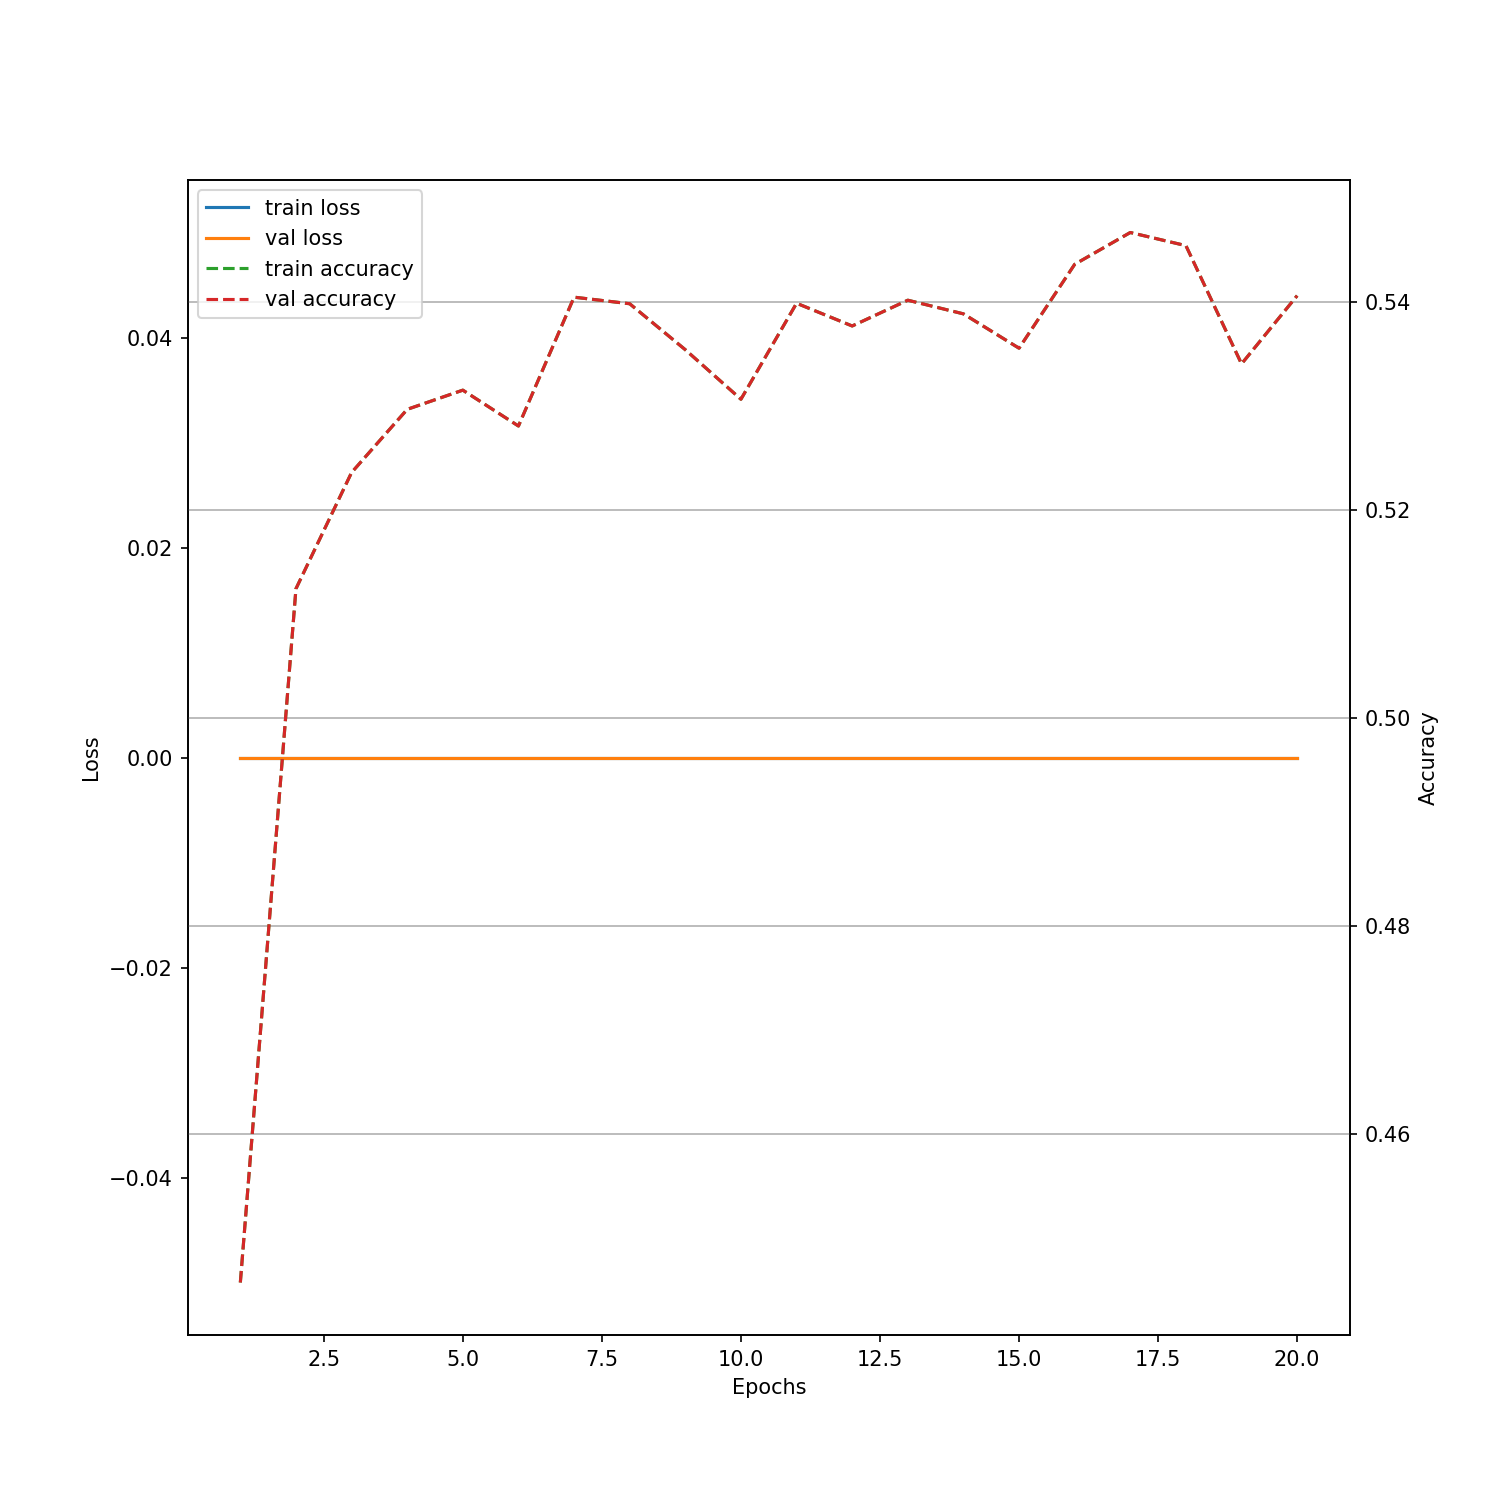 train loss
val loss
train accuracy
val accuracy
0.04
0.02
0.00
−0.02
−0.04
Loss
0.54
0.52
0.50
0.48
0.46
Accuracy
2.5 5.0 7.5 10.0 12.5 15.0 17.5 20.0
Epochs